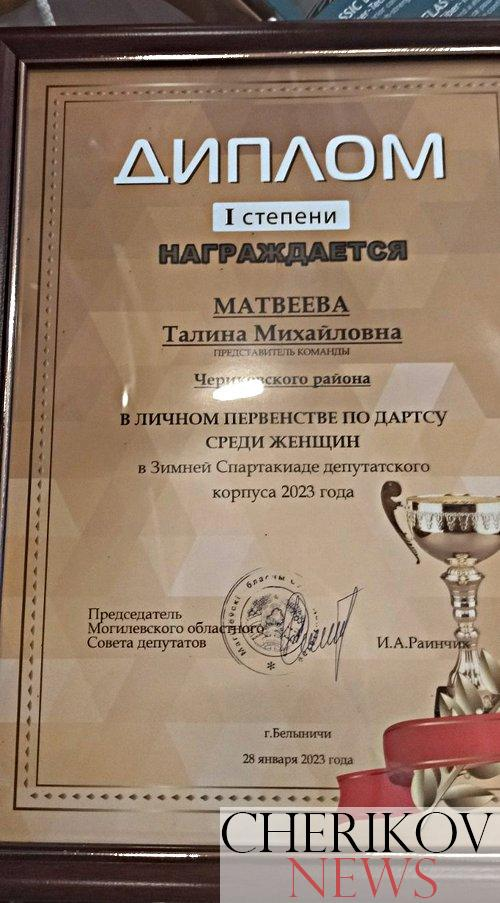 ДИПЛОМ
I СТЕПЕНИ
НАГРАЖДАЕТСЯ
МАТВЕЕВА
Талина Михайловна
ПРЕДСТАВИТЕЛЬ КОМАНДЫ
Чериковского района
В ЛИЧНОМ ПЕРВЕНСТВЕ ПО ДАРТСУ
СРЕДИ ЖЕНЩИН
в Зимней Спартакиаде депутатского
корпуса 2023 года
Председатель
Могилевского областного
Совета депутатов
И.А.Раинчик
г.Белыничи
28 января 2023 года
CHERIKOV
NEWS